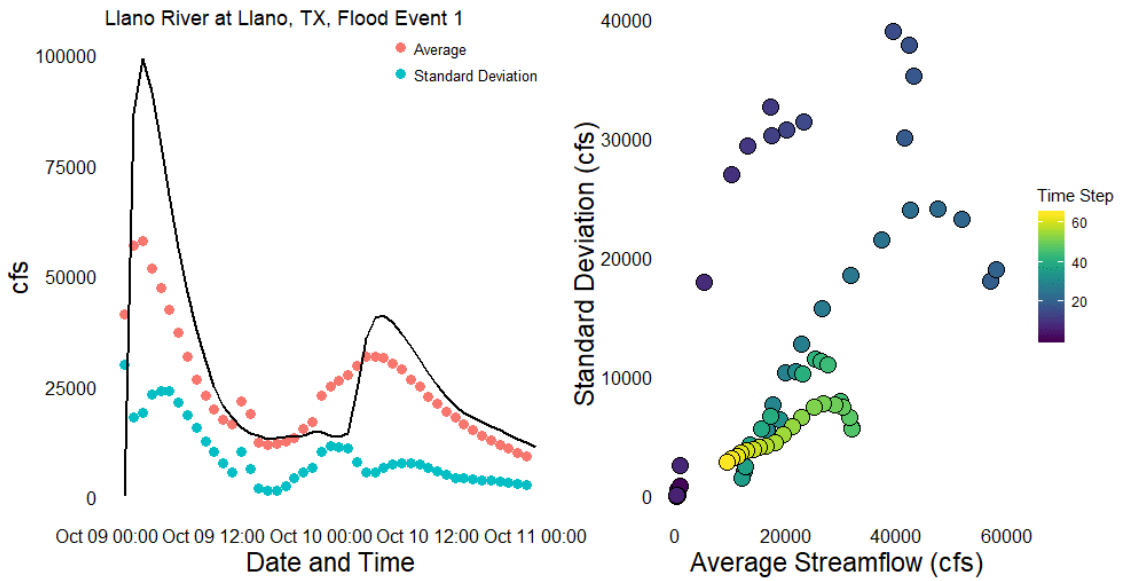 Llano River at Llano, TX, Flood Event 1
Average
Standard Deviation
cfs
100000
75000
50000
25000
0
Oct 09 00:00 Oct 09 12:00 Oct 10 00:00 Oct 10 12:00 Oct 11 00:00
Date and Time
Standard Deviation (cfs)
40000
30000
20000
10000
0
0 20000 40000 60000
Average Streamflow (cfs)
Time Step
60
40
20